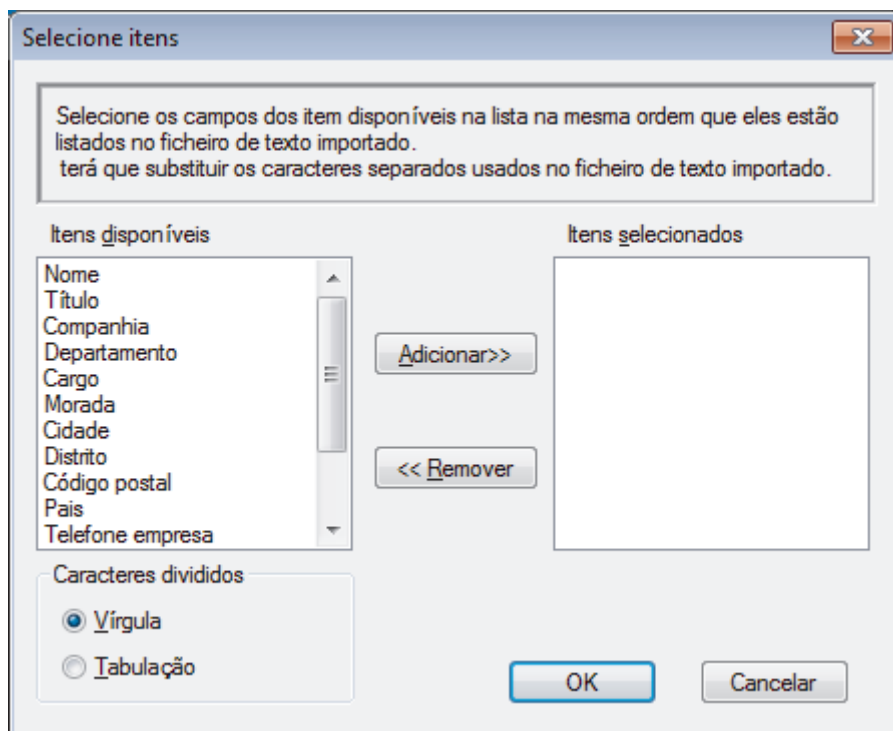 Selecione itens
Selecione os campos dos item disponíveis na lista na mesma ordem que eles estão
listados no ficheiro de texto importado.
terá que substituir os caracteres separados usados no ficheiro de texto importado.
Itens disponíveis
Itens selecionados
Nome
Título
Companhia
Departamento
Cargo
Morada
Cidade
Distrito
Código postal
Pais
Telefone empresa
Adicionar>>
<< Remover
Caracteres divididos
Vírgula
Tabulação
OK
Cancelar